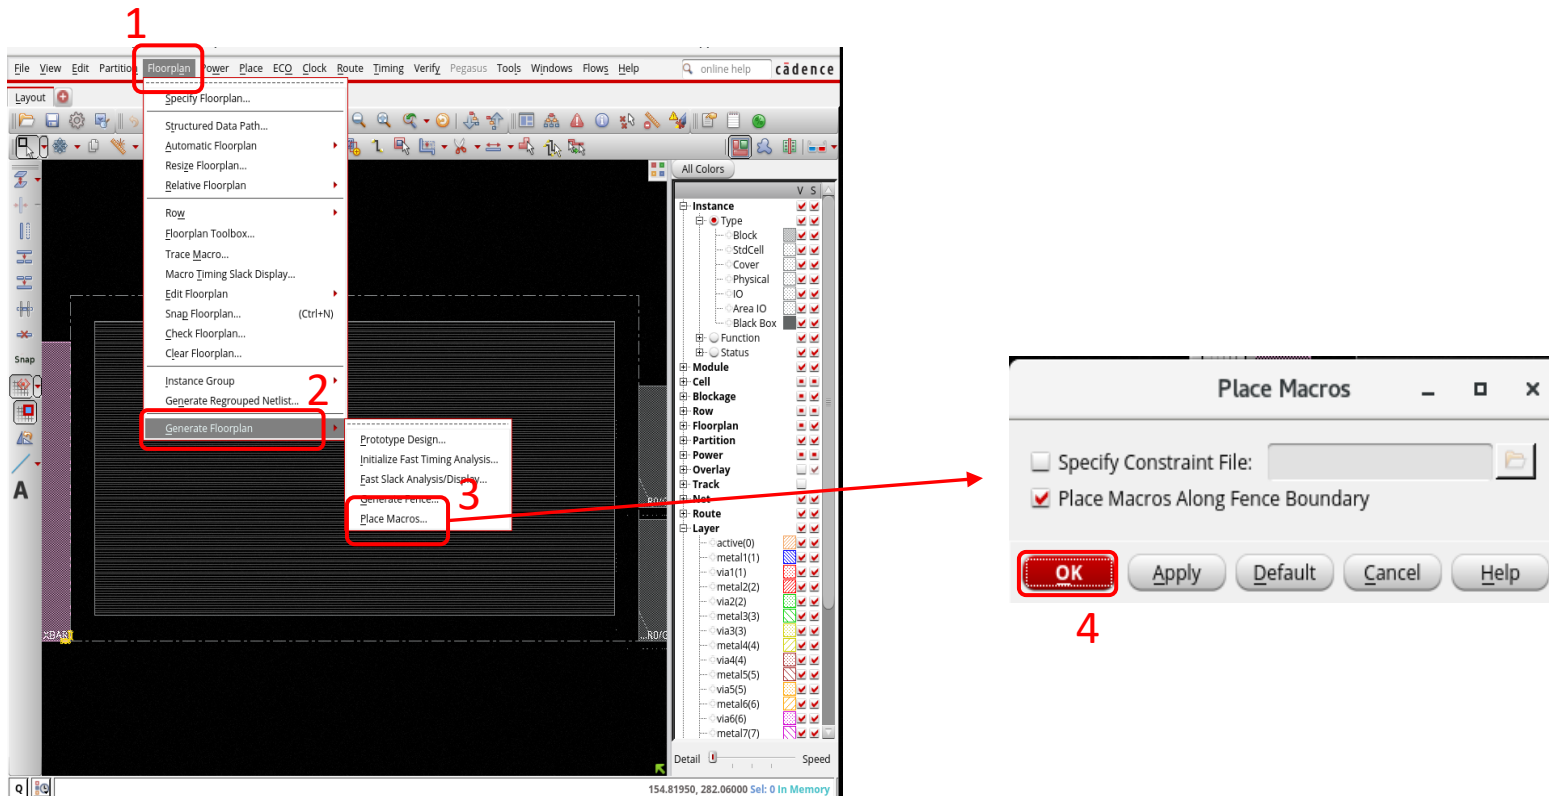 1
File View Edit Partition Floorplan Power Place ECO Clock Route Timing Verify Pegasus Tools Windows Flows Help online help cādence
Layout
Specify Floorplan...
Structured Data Path...
Automatic Floorplan
Resize Floorplan...
Relative Floorplan
Row
Floorplan Toolbox...
Trace Macro...
Macro Timing Slack Display...
Edit Floorplan
Snap Floorplan... (Ctrl+N)
Check Floorplan...
Clear Floorplan...
Instance Group
2
Generate Regrouped Netlist...
Generate Floorplan
Prototype Design...
Initialize Fast Timing Analysis...
Fast Slack Analysis/Display...
3
Generate Fence...
Place Macros...
Snap
A
XBAR1
R0/G
...R0/G
All Colors
V S
Instance
Type
Block
StdCell
Cover
Physical
IO
Area IO
Black Box
Function
Status
Module
Cell
Blockage
Row
Floorplan
Partition
Power
Overlay
Track
Net
Route
Layer
active(0)
metal1(1)
via1(1)
metal2(2)
via2(2)
metal3(3)
via3(3)
metal4(4)
via4(4)
metal5(5)
via5(5)
metal6(6)
via6(6)
metal7(7)
Detail Speed
Q
154.81950, 282.06000 Sel: 0 In Memory
Place Macros
Specify Constraint File:
Place Macros Along Fence Boundary
OK Apply Default Cancel Help
4